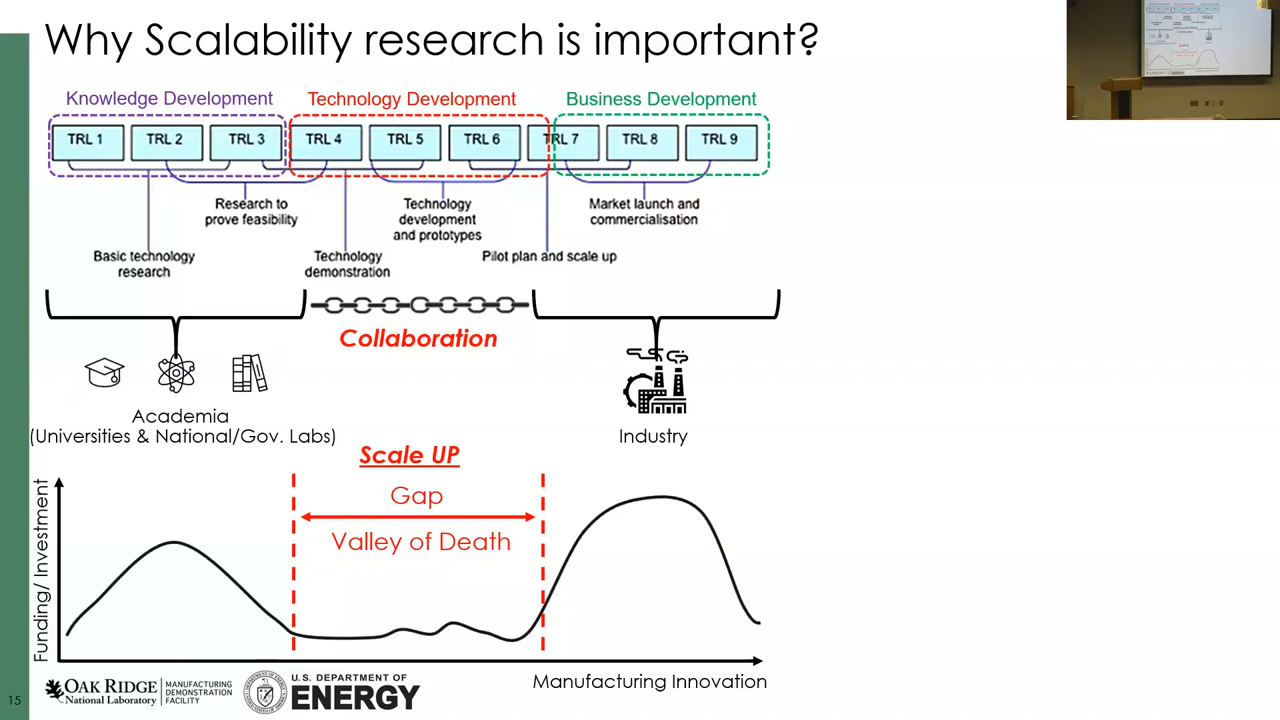 Why Scalability research is important?
Knowledge Development
Technology Development
Business Development
TRL 1
TRL 2
TRL 3
TRL 4
TRL 5
TRL 6
TRL 7
TRL 8
TRL 9
Research to
prove feasibility
Technology
development
and prototypes
Market launch and
commercialisation
Basic technology
research
Technology
demonstration
Pilot plan and scale up
Collaboration
Academia
(Universities & National/Gov. Labs)
Industry
Scale UP
Gap
Valley of Death
Funding/ Investment
Manufacturing Innovation
15
OAK RIDGE
National Laboratory
MANUFACTURING
DEMONSTRATION
FACILITY
U.S. DEPARTMENT OF
ENERGY